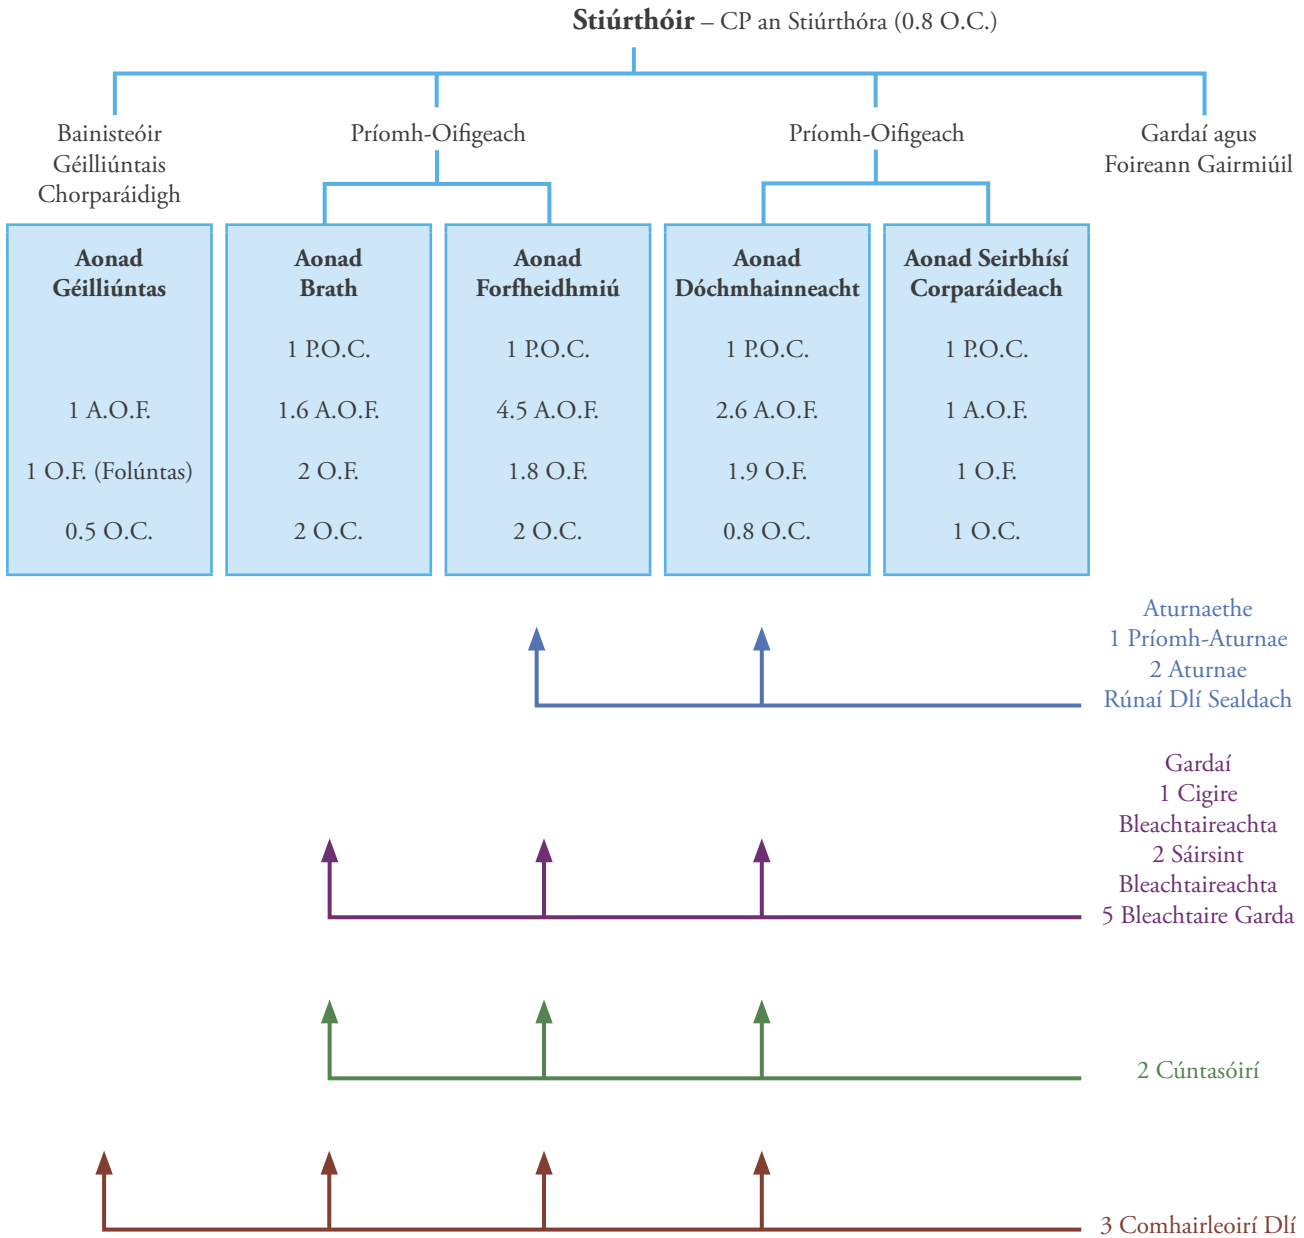 Stiúrthóir – CP an Stiúrthóra (0.8 O.C.)
Bainisteóir
Géilliúntais
Chorparáidigh
Príomh-Oifigeach
Príomh-Oifigeach
Gardaí agus
Foireann Gairmiúil
Aonad
Géilliúntas
1 A.O.F.
1 O.F. (Folúntas)
0.5 O.C.
Aonad
Brath
1 P.O.C.
1.6 A.O.F.
2 O.F.
2 O.C.
Aonad
Forfheidhmiú
1 P.O.C.
4.5 A.O.F.
1.8 O.F.
2 O.C.
Aonad
Dóchmhainneacht
1 P.O.C.
2.6 A.O.F.
1.9 O.F.
0.8 O.C.
Aonad Seirbhísí
Corparáideach
1 P.O.C.
1 A.O.F.
1 O.F.
1 O.C.
Aturnaethe
1 Príomh-Aturnae
2 Aturnae
Rúnaí Dlí Sealdach
Gardaí
1 Cigire
Bleachtaireachta
2 Sáirsint
Bleachtaireachta
5 Bleachtaire Garda
2 Cúntasóirí
3 Comhairleoirí Dlí